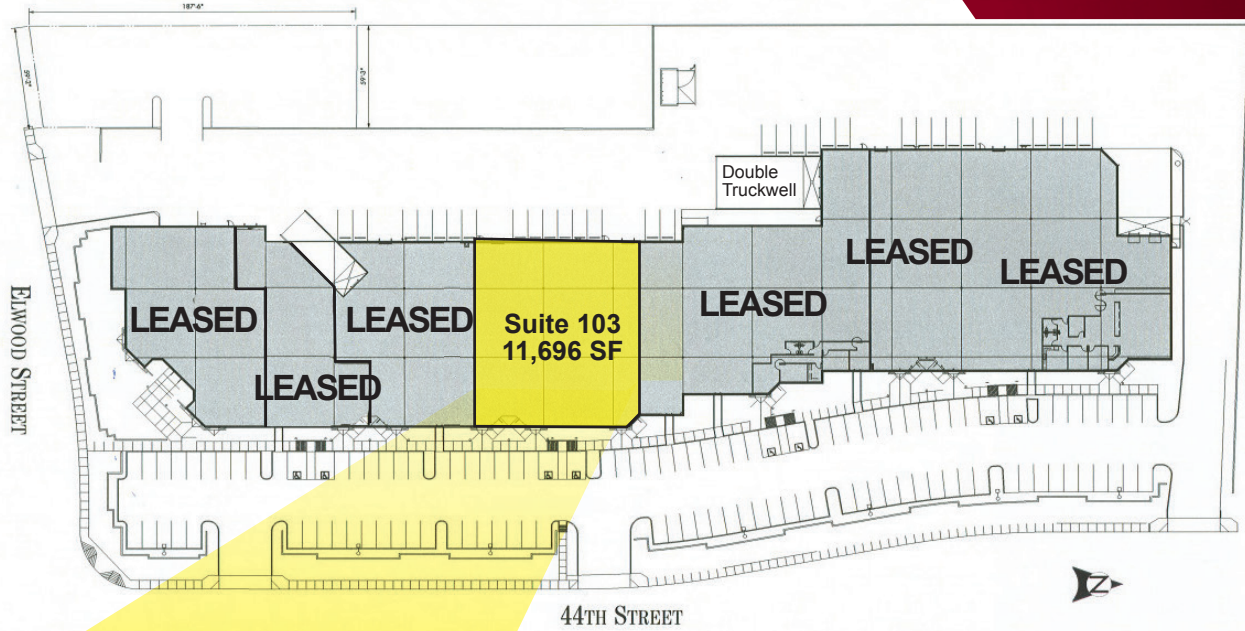 187'-6"
59'-3"
59'-3"
Double
Truckwell
LEASED
LEASED
LEASED
LEASED
LEASED
LEASED
Suite 103
11,696 SF
ELWOOD STREET
44TH STREET
N